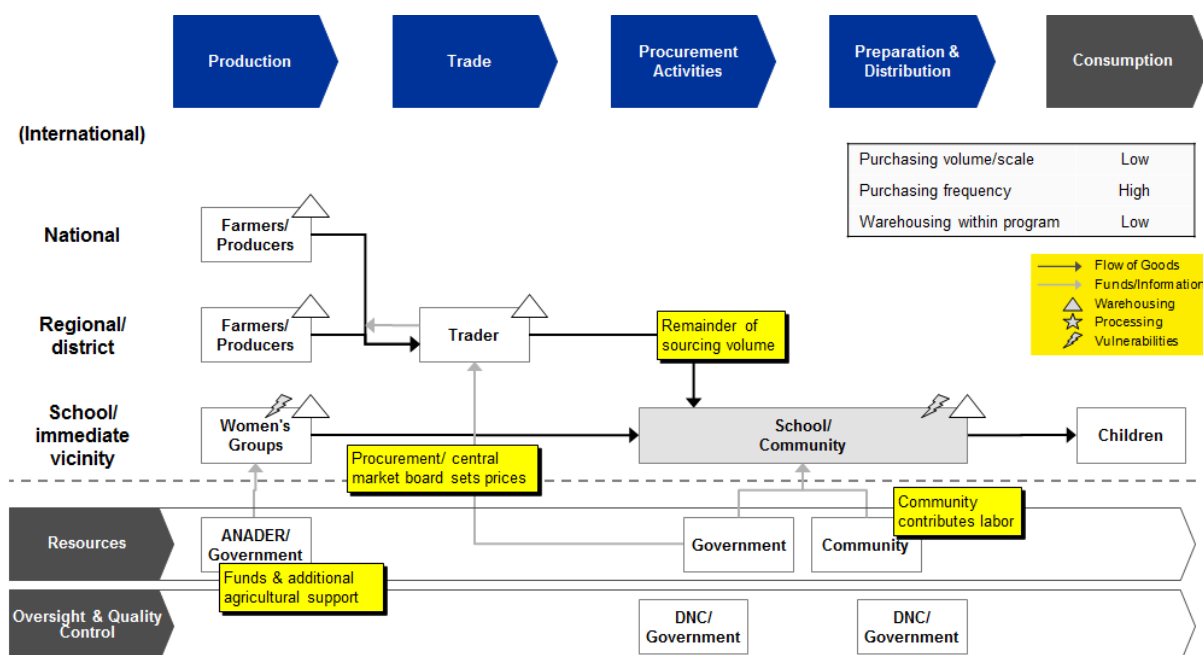 Production
Trade
Procurement
Activities
Preparation &
Distribution
Consumption
(International)
Purchasing volume/scale Low
Purchasing frequency High
Warehousing within program Low
National
Farmers/
Producers
Flow of Goods
Funds/Information
Warehousing
Processing
Vulnerabilities
Regional/
district
Farmers/
Producers
Trader
Remainder of
sourcing volume
School/
immediate
vicinity
Women's
Groups
School/
Community
Children
Procurement/ central
market board sets prices
Community
contributes labor
Resources
ANADER/
Government
Government
Community
Funds & additional
agricultural support
Oversight & Quality
Control
DNC/
Government
DNC/
Government